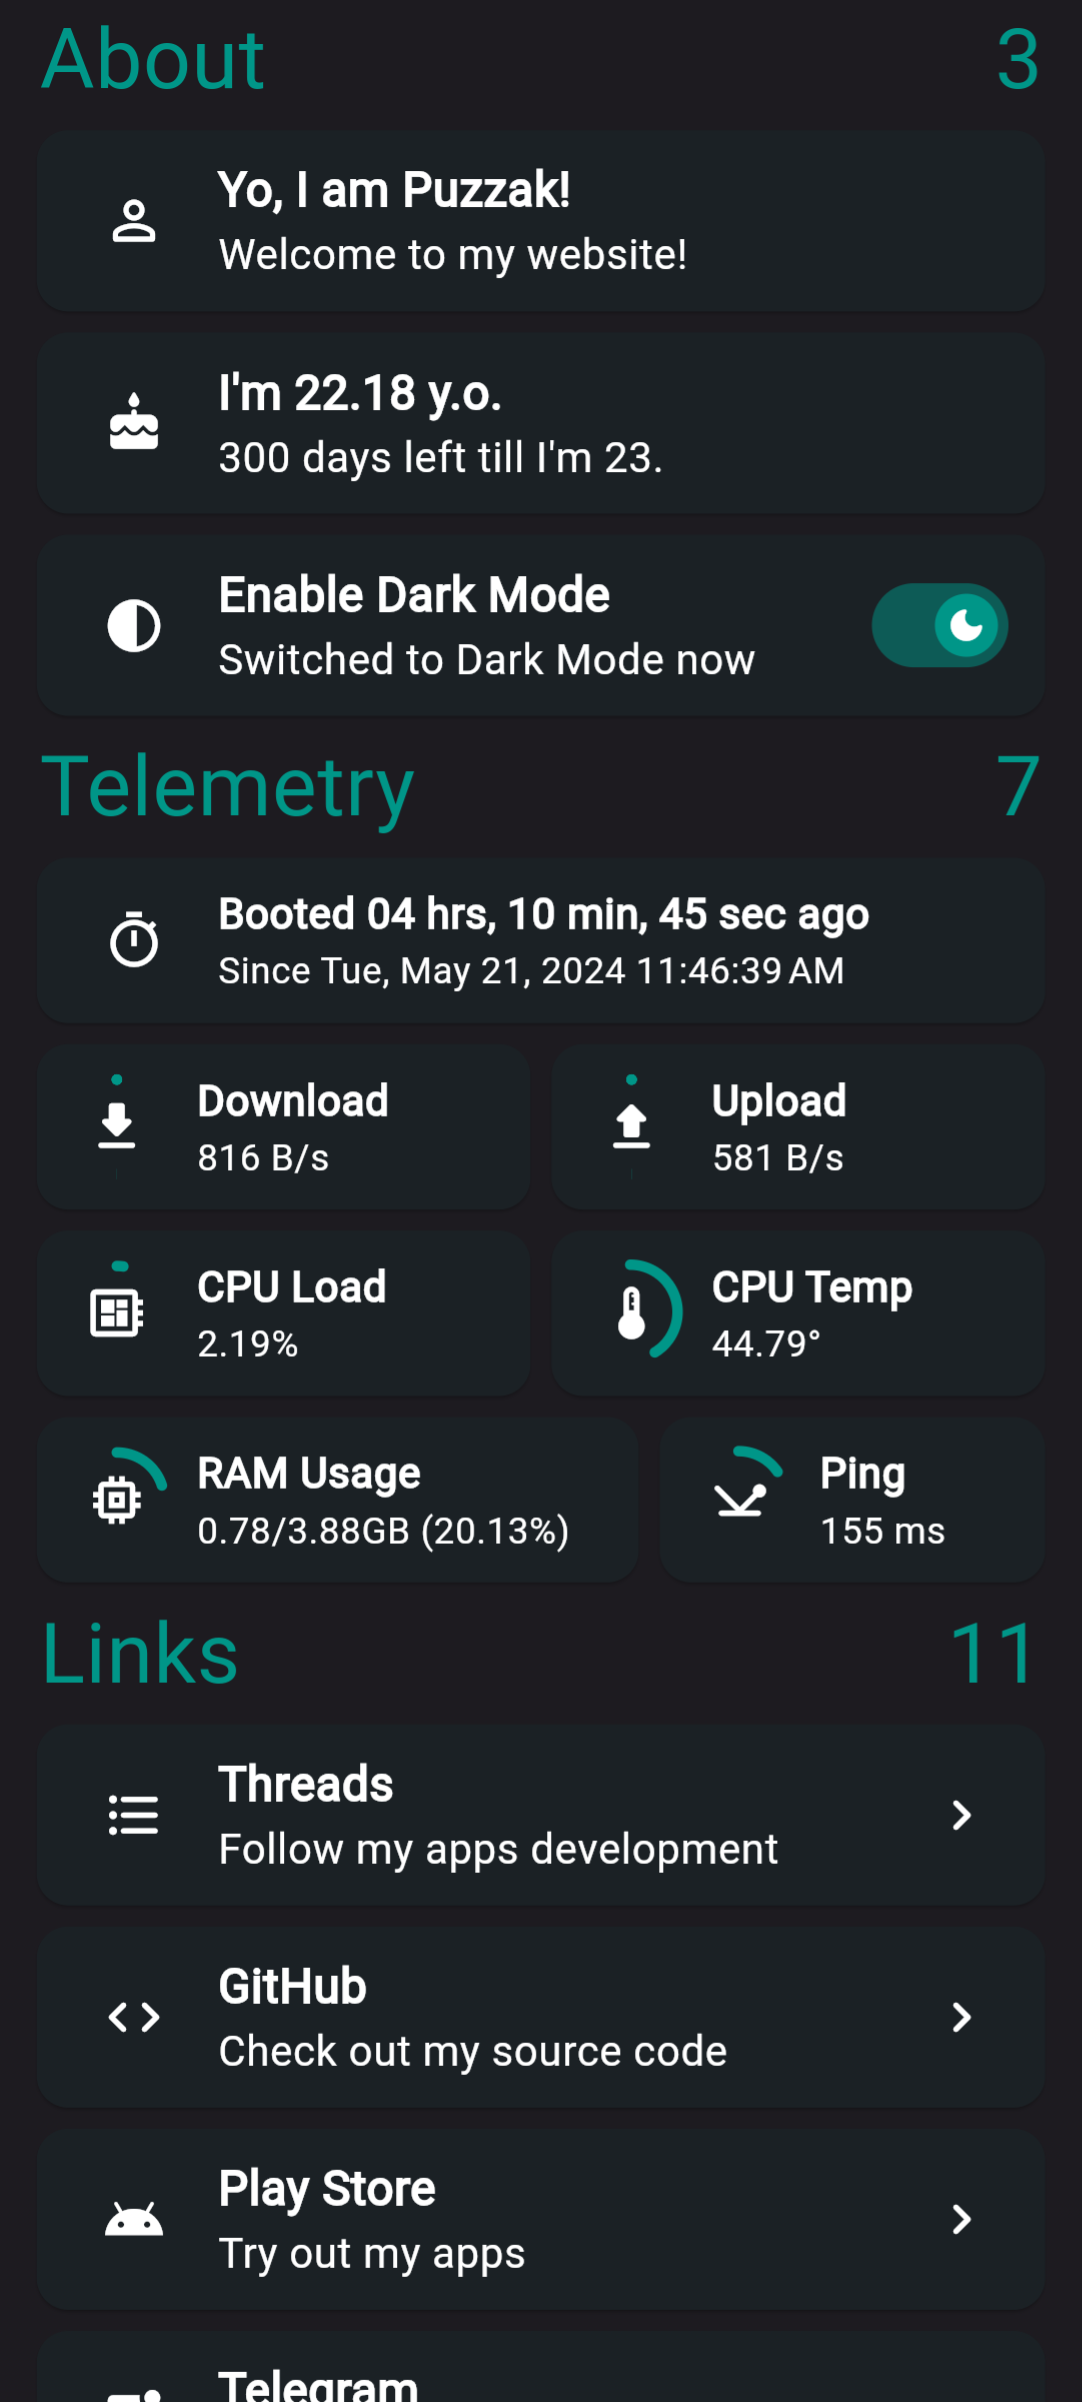 About 3
Yo, I am Puzzak!
Welcome to my website!
I'm 22.18 y.o.
300 days left till I'm 23.
Enable Dark Mode
Switched to Dark Mode now
Telemetry 7
Booted 04 hrs, 10 min, 45 sec ago
Since Tue, May 21, 2024 11:46:39 AM
Download
816 B/s
Upload
581 B/s
CPU Load
2.19%
CPU Temp
44.79°
RAM Usage
0.78/3.88GB (20.13%)
Ping
155 ms
Links 11
Threads
Follow my apps development
GitHub
Check out my source code
Play Store
Try out my apps
Telegram